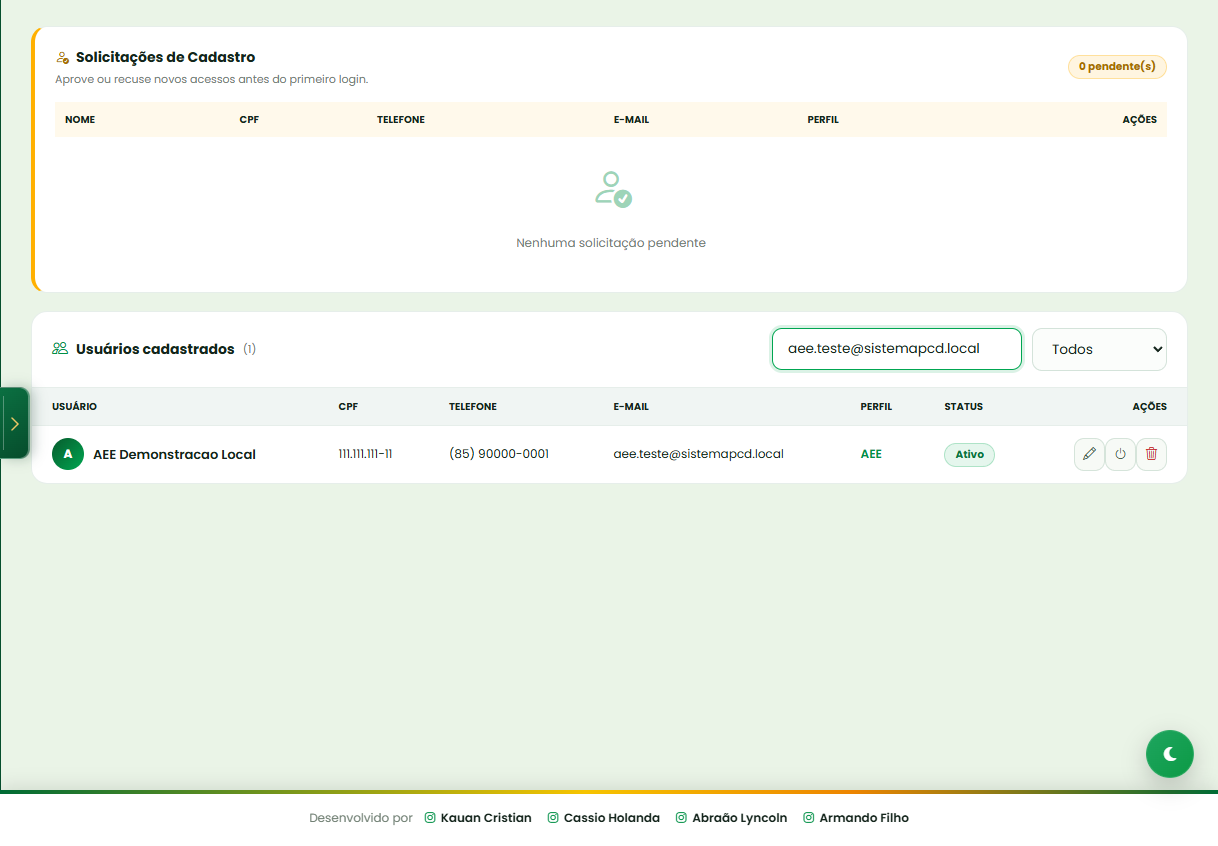 Solicitações de Cadastro
Aprove ou recuse novos acessos antes do primeiro login.
0 pendente(s)
NOME CPF TELEFONE E-MAIL PERFIL AÇÕES
Nenhuma solicitação pendente
Usuários cadastrados (1)
aee.teste@sistemapcd.local
Todos
USUÁRIO CPF TELEFONE E-MAIL PERFIL STATUS AÇÕES
A AEE Demonstracao Local 111.111.111-11 (85) 90000-0001 aee.teste@sistemapcd.local AEE Ativo
Desenvolvido por Kauan Cristian Cassio Holanda Abraão Lyncoln Armando Filho